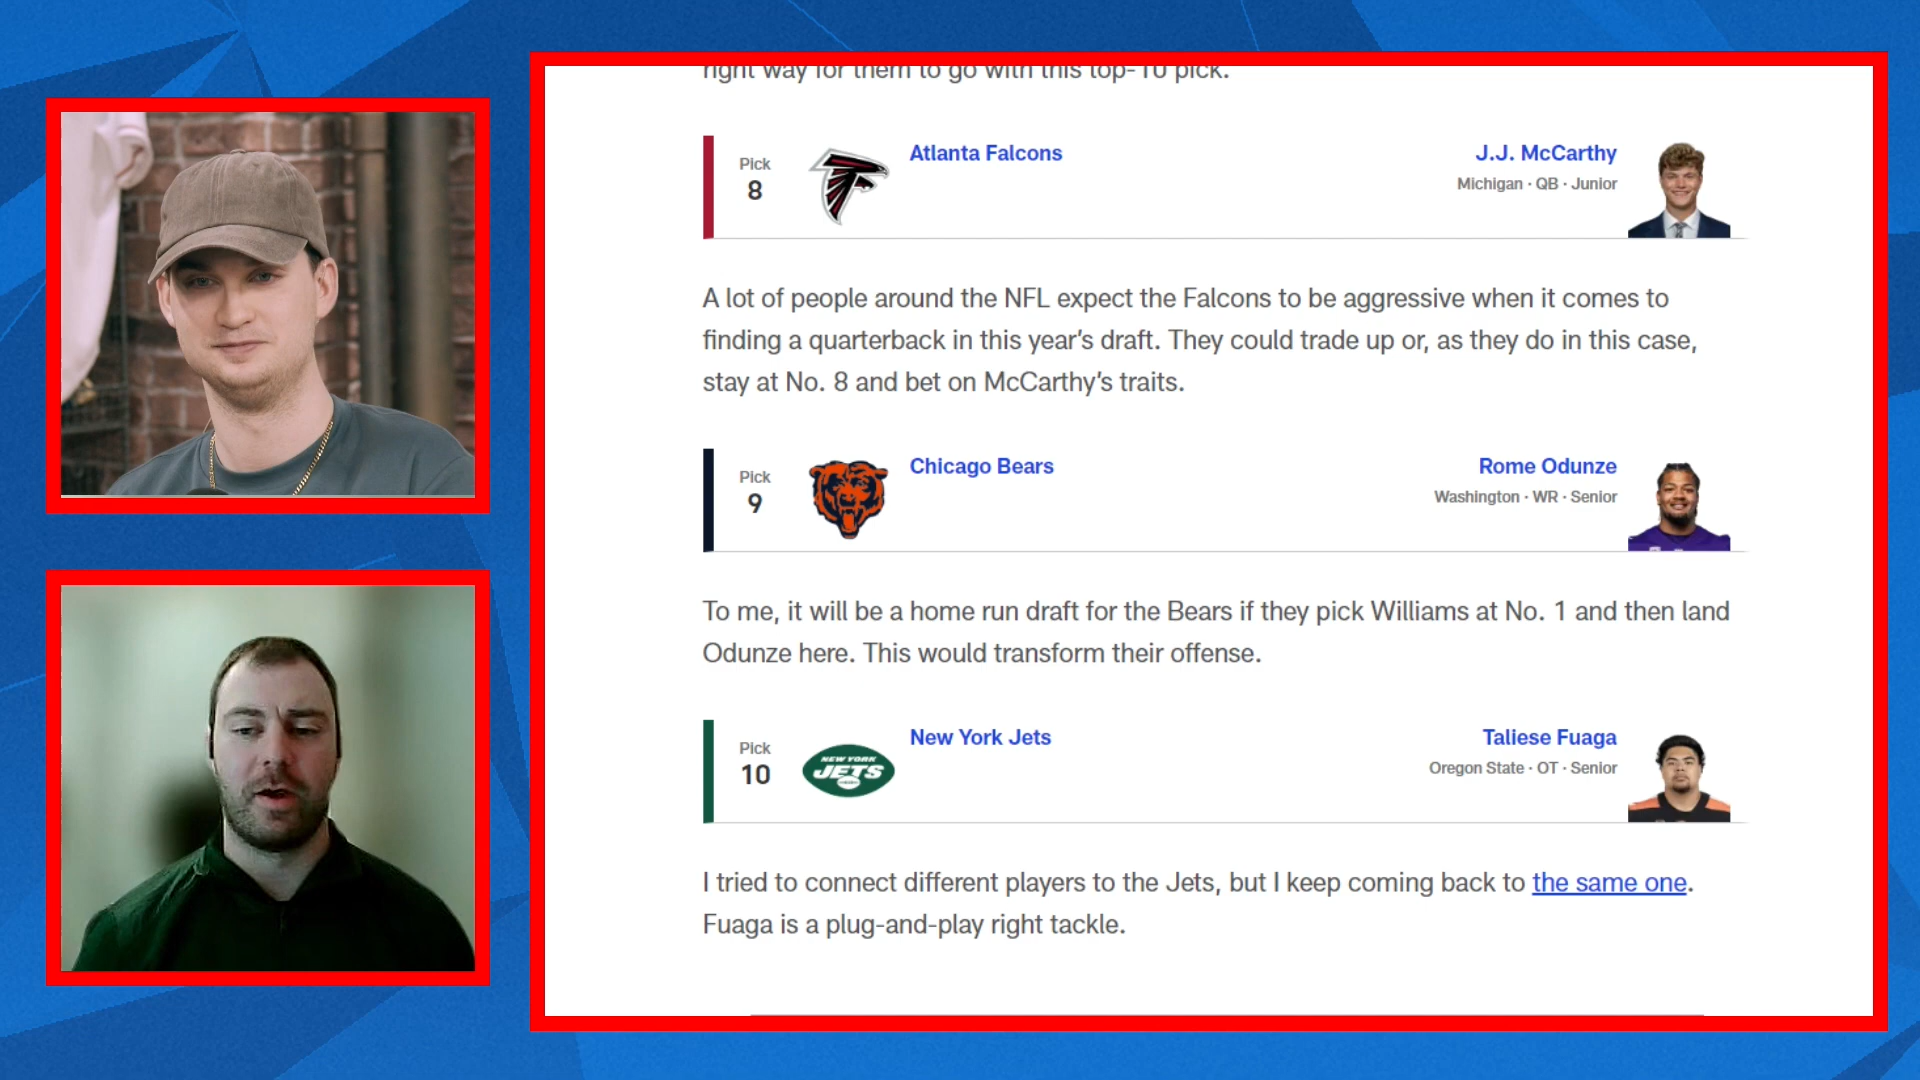 right way for them to go with this top-10 pick.
Pick
8
Atlanta Falcons
J.J. McCarthy
Michigan · QB · Junior
A lot of people around the NFL expect the Falcons to be aggressive when it comes to
finding a quarterback in this year’s draft. They could trade up or, as they do in this case,
stay at No. 8 and bet on McCarthy’s traits.
Pick
9
Chicago Bears
Rome Odunze
Washington · WR · Senior
To me, it will be a home run draft for the Bears if they pick Williams at No. 1 and then land
Odunze here. This would transform their offense.
Pick
10
NEW YORK
JETS
New York Jets
Taliese Fuaga
Oregon State · OT · Senior
I tried to connect different players to the Jets, but I keep coming back to the same one.
Fuaga is a plug-and-play right tackle.